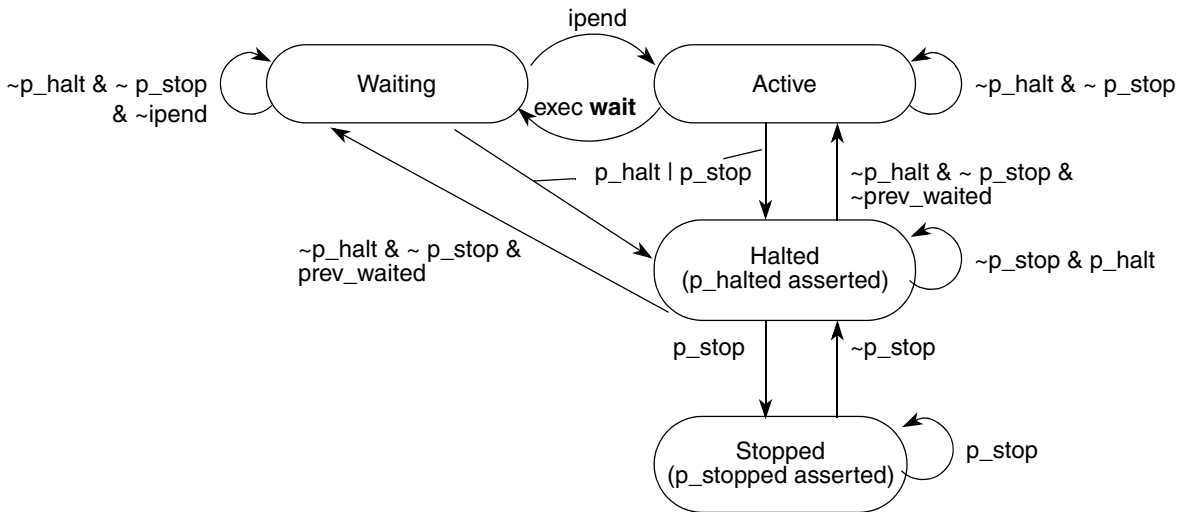 ipend
Waiting
Active
~p_halt & ~ p_stop
& ~ipend
~p_halt & ~ p_stop
exec wait
p_halt | p_stop
~p_halt & ~ p_stop &
~prev_waited
~p_halt & ~ p_stop &
prev_waited
Halted
(p_halted asserted)
~p_stop & p_halt
p_stop
~p_stop
Stopped
(p_stopped asserted)
p_stop